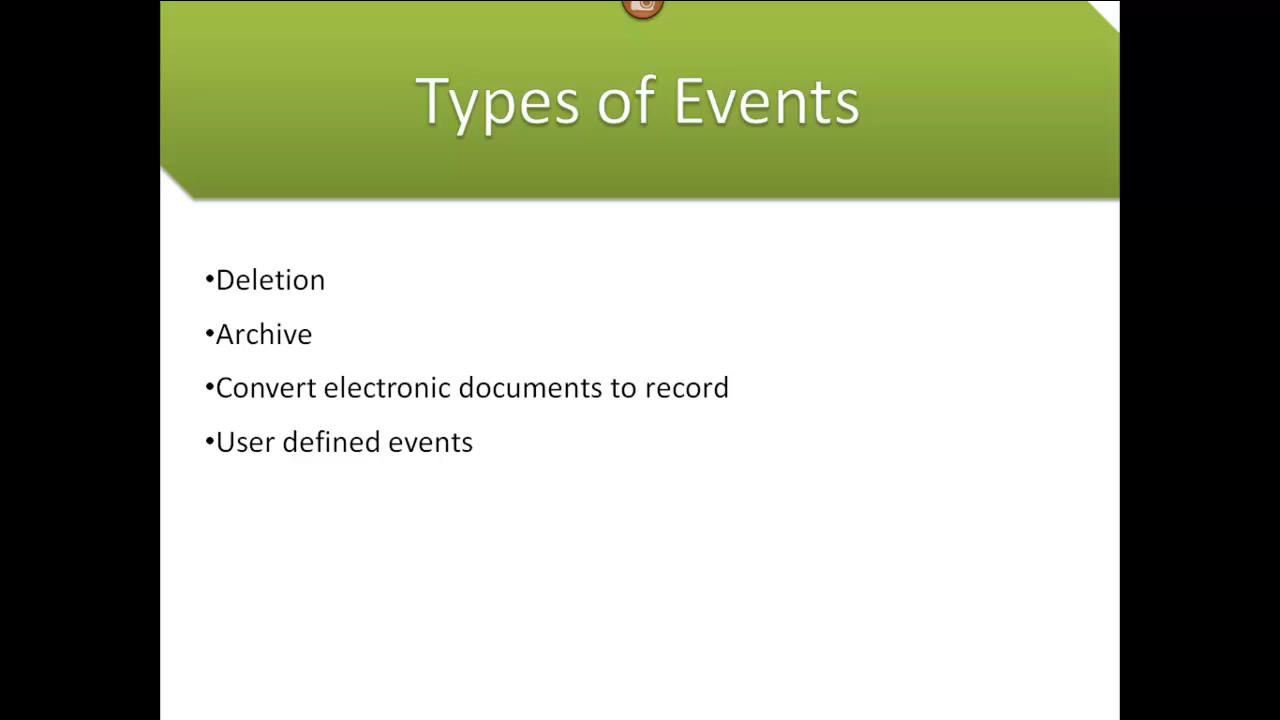 Types of Events
•Deletion
•Archive
•Convert electronic documents to record
•User defined events